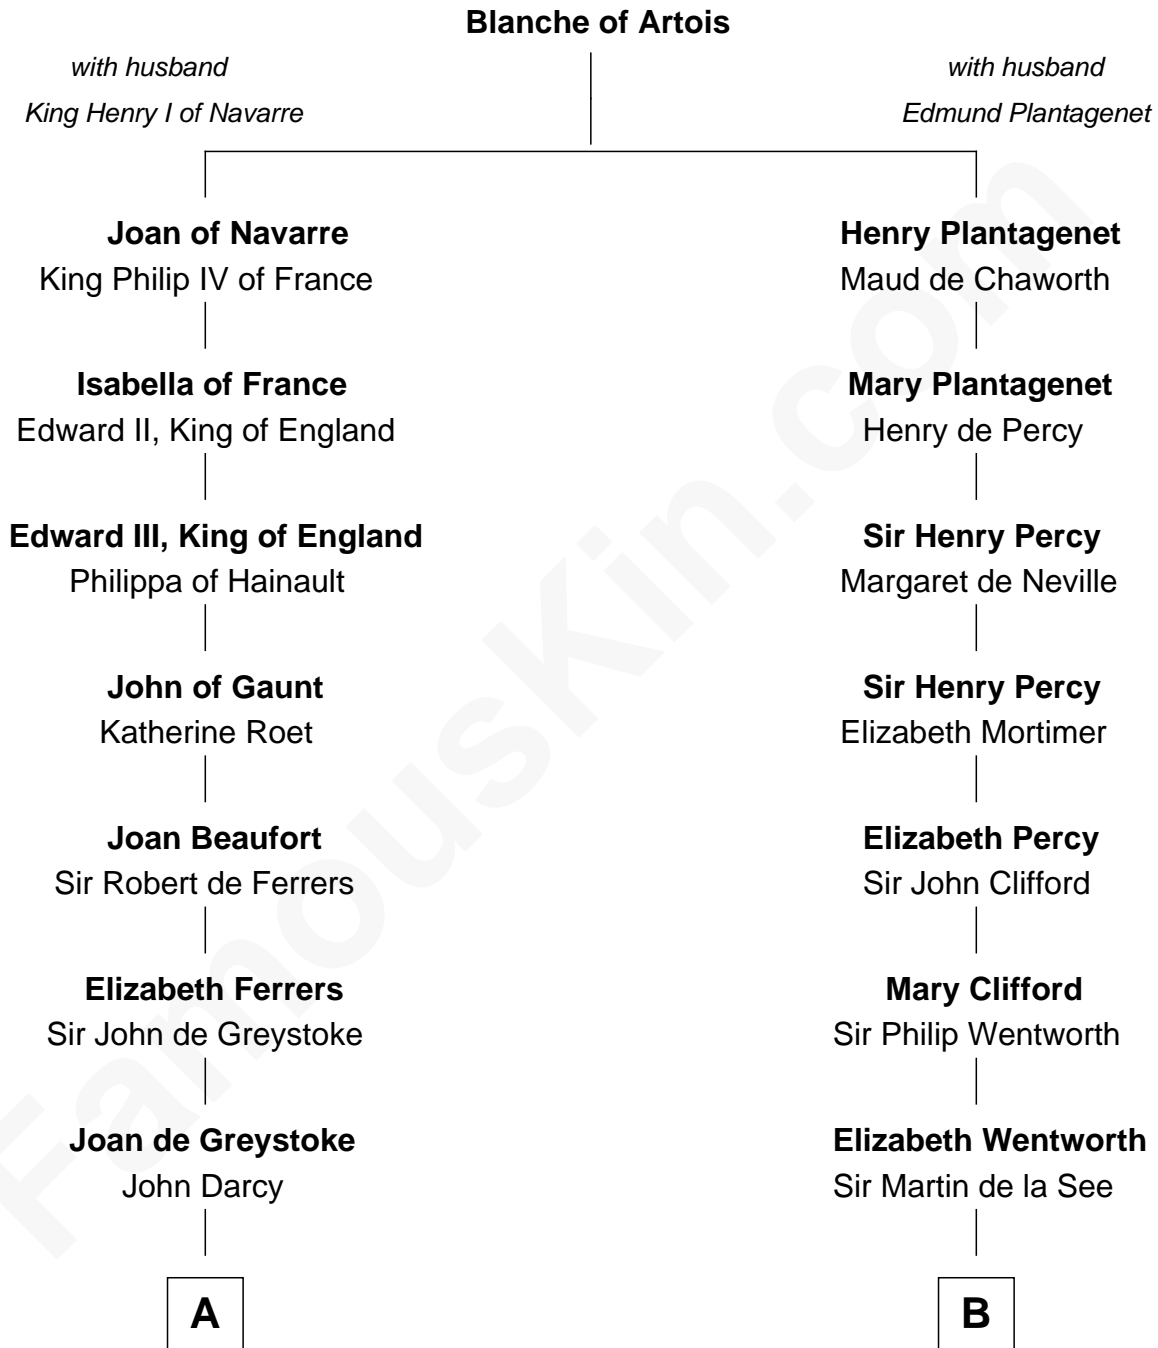 Blanche of Artois
with husband
King Henry I of Navarre
with husband
Edmund Plantagenet
Joan of Navarre
King Philip IV of France
Henry Plantagenet
Maud de Chaworth
Isabella of France
Edward II, King of England
Mary Plantagenet
Henry de Percy
Edward III, King of England
Philippa of Hainault
Sir Henry Percy
Margaret de Neville
John of Gaunt
Katherine Roet
Sir Henry Percy
Elizabeth Mortimer
Joan Beaufort
Sir Robert de Ferrers
Elizabeth Percy
Sir John Clifford
Elizabeth Ferrers
Sir John de Greystoke
Mary Clifford
Sir Philip Wentworth
Joan de Greystoke
John Darcy
Elizabeth Wentworth
Sir Martin de la See
A
B
FamousKin.com